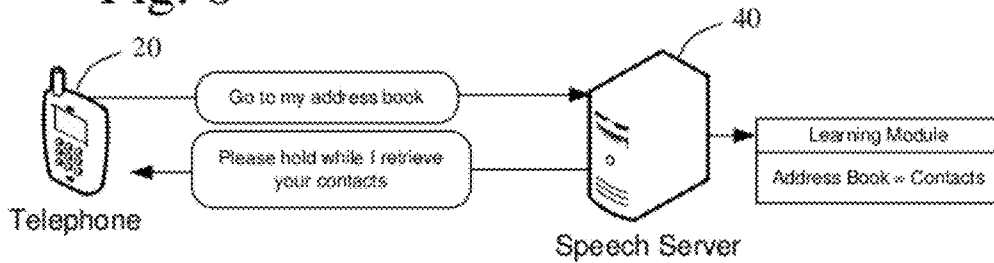 20
40
Go to my address book
Please hold while I retrieve
your contacts
Learning Module
Address Book = Contacts
Telephone
Speech Server